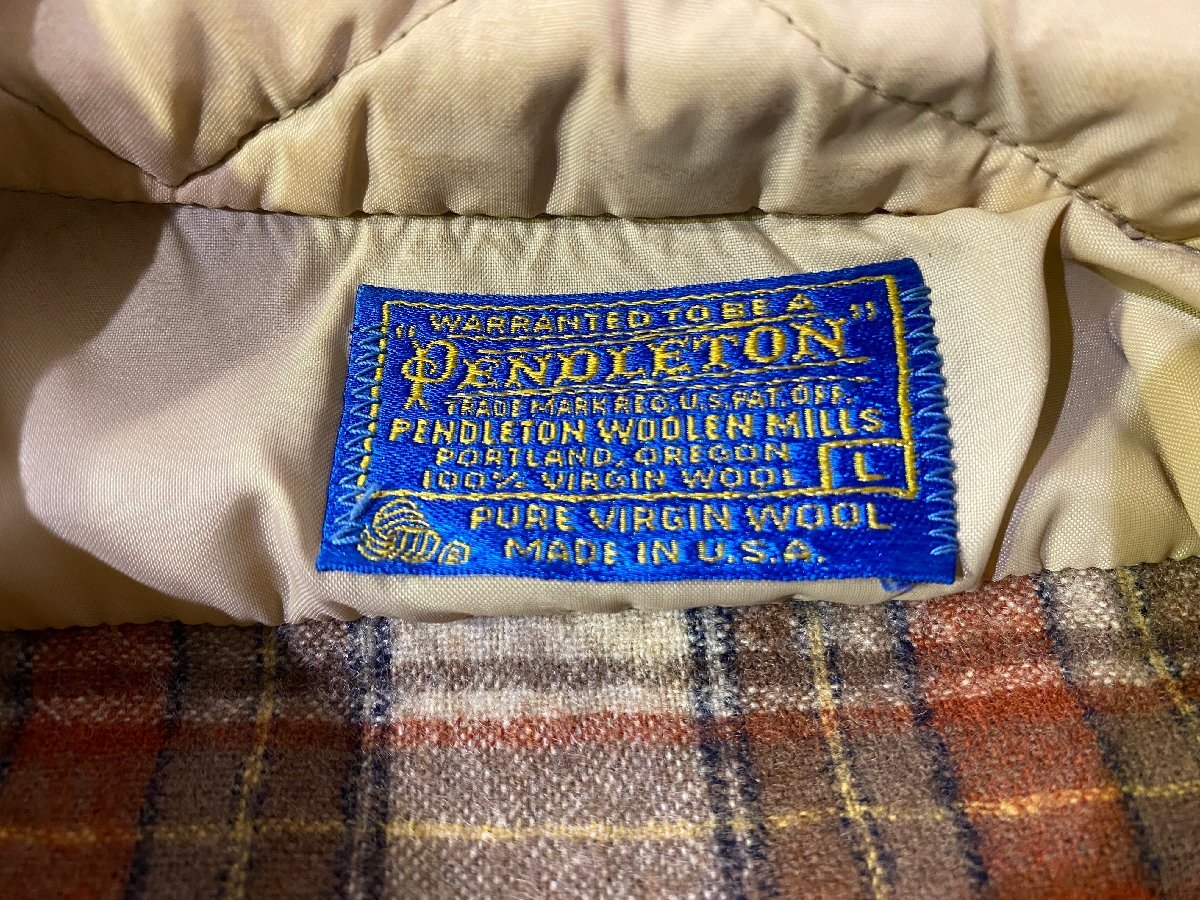 WARRANTED TO BE A
"PENDLETON"
TRADE MARK REG. U.S. PAT. OFF.
PENDLETON WOOLEN MILLS
PORTLAND, OREGON
100% VIRGIN WOOL L
PURE VIRGIN WOOL
MADE IN U.S.A.